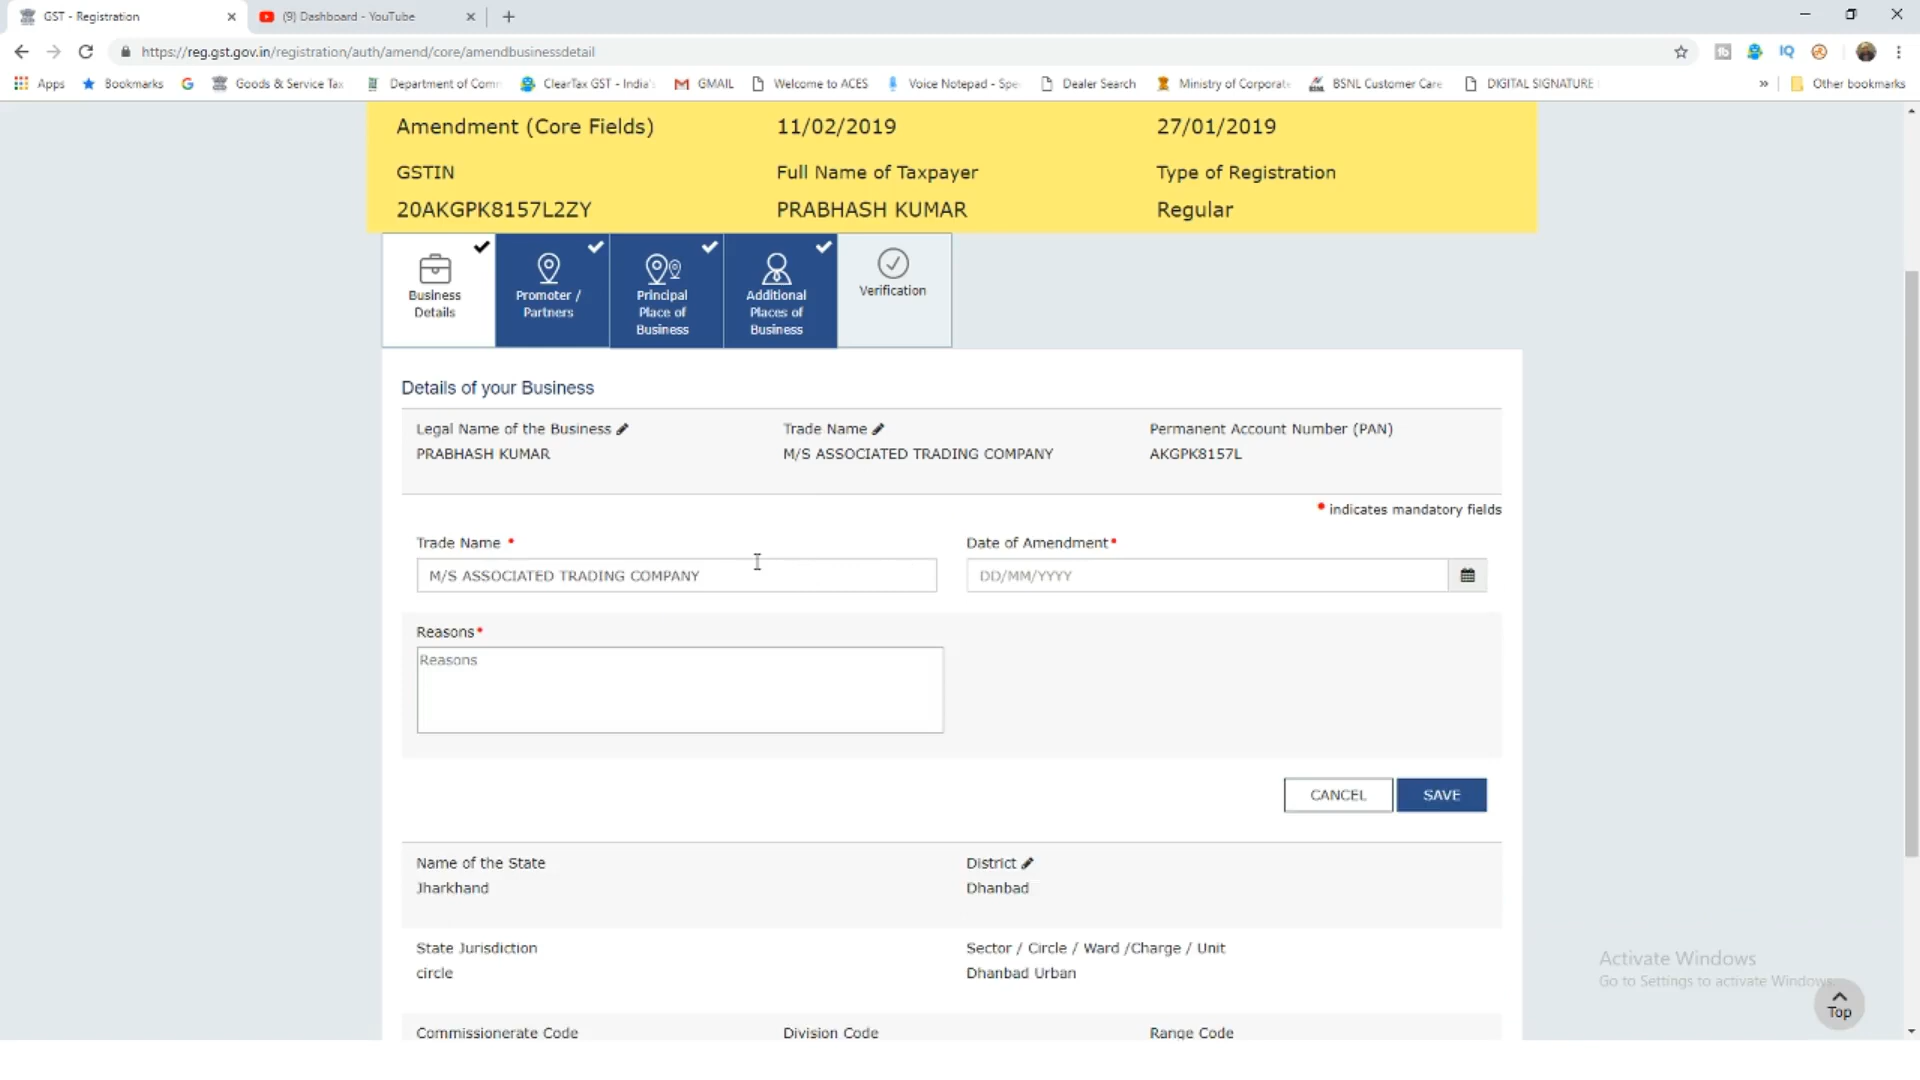 GST - Registration
(9) Dashboard - YouTube
https://reg.gst.gov.in/registration/auth/amend/core/amendbusinessdetail
Apps
Bookmarks
Goods & Service Tax
Department of Comm
ClearTax GST - India's
GMAIL
Welcome to ACES
Voice Notepad - Spe
Dealer Search
Ministry of Corporate
BSNL Customer Care
DIGITAL SIGNATURE
»
Other bookmarks
Amendment (Core Fields) 11/02/2019 27/01/2019
GSTIN Full Name of Taxpayer Type of Registration
20AKGPK8157L2ZY PRABHASH KUMAR Regular
Business
Details
Promoter /
Partners
Principal
Place of
Business
Additional
Places of
Business
Verification
Details of your Business
Legal Name of the Business Trade Name Permanent Account Number (PAN)
PRABHASH KUMAR M/S ASSOCIATED TRADING COMPANY AKGPK8157L
• indicates mandatory fields
Trade Name • Date of Amendment•
M/S ASSOCIATED TRADING COMPANY DD/MM/YYYY
Reasons•
Reasons
CANCEL SAVE
Name of the State District
Jharkhand Dhanbad
State Jurisdiction Sector / Circle / Ward /Charge / Unit
circle Dhanbad Urban
Activate Windows
Go to Settings to activate Windows.
Top
Commissionerate Code Division Code Range Code